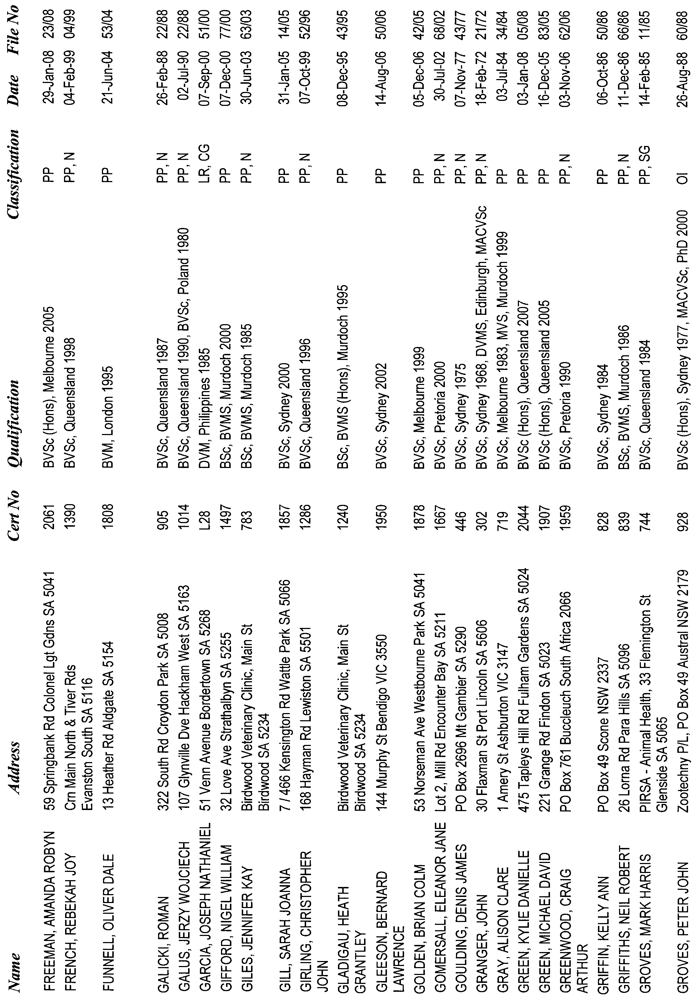 Name Address Cert No Qualification Classification Date File No
FREEMAN, AMANDA ROBYN 59 Springbank Rd Colonel Lgt Gdns SA 5041 2061 BVSc (Hons), Melbourne 2005 PP 29-Jan-08 23/08
FRENCH, REBEKAH JOY Crn Main North & Tiver Rds 1390 BVSc, Queensland 1998 PP, N 04-Feb-99 04/99
Evanston South SA 5116
FUNNELL, OLIVER DALE 13 Heather Rd Aldgate SA 5154 1808 BVM, London 1995 PP 21-Jun-04 53/04
GALICKI, ROMAN 322 South Rd Croydon Park SA 5008 905 BVSc, Queensland 1987 PP, N 26-Feb-88 22/88
GALUS, JERZY WOJCIECH 107 Glynville Dve Hackham West SA 5163 1014 BVSc, Queensland 1990, BVSc, Poland 1980 PP, N 02-Jul-90 22/88
GARCIA, JOSEPH NATHANIEL 51 Venn Avenue Bordertown SA 5268 L28 DVM, Philippines 1985 LR, CG 07-Sep-00 51/00
GIFFORD, NIGEL WILLIAM 32 Love Ave Strathalbyn SA 5255 1497 BSc, BVMS, Murdoch 2000 PP 07-Dec-00 77/00
GILES, JENNIFER KAY Birdwood Veterinary Clinic, Main St 783 BSc, BVMS, Murdoch 1985 PP, N 30-Jun-03 63/03
Birdwood SA 5234
GILL, SARAH JOANNA 7 / 466 Kensington Rd Wattle Park SA 5066 1857 BVSc, Sydney 2000 PP 31-Jan-05 14/05
GIRLING, CHRISTOPHER 168 Hayman Rd Lewiston SA 5501 1286 BVSc, Queensland 1996 PP, N 07-Oct-99 52/96
JOHN
GLADIGAU, HEATH Birdwood Veterinary Clinic, Main St 1240 BSc, BVMS (Hons), Murdoch 1995 PP 08-Dec-95 43/95
GRANTLEY Birdwood SA 5234
GLEESON, BERNARD 144 Murphy St Bendigo VIC 3550 1950 BVSc, Sydney 2002 PP 14-Aug-06 50/06
LAWRENCE
GOLDEN, BRIAN COLM 53 Norseman Ave Westbourne Park SA 5041 1878 BVSc, Melbourne 1999 PP 05-Dec-06 42/05
GOMERSALL, ELEANOR JANE Lot 2, Mill Rd Encounter Bay SA 5211 1667 BVSc, Pretoria 2000 PP, N 30-Jul-02 68/02
GOULDING, DENIS JAMES PO Box 2696 Mt Gambier SA 5290 446 BVSc, Sydney 1975 PP, N 07-Nov-77 43/77
GRANGER, JOHN 30 Flaxman St Port Lincoln SA 5606 302 BVSc, Sydney 1968, DVMS, Edinburgh, MACVSc PP, N 18-Feb-72 21/72
GRAY, ALISON CLARE 1 Amery St Ashburton VIC 3147 719 BVSc, Melbourne 1983, MVS, Murdoch 1999 PP 03-Jul-84 34/84
GREEN, KYLIE DANIELLE 475 Tapleys Hill Rd Fulham Gardens SA 5024 2044 BVSc (Hons), Queensland 2007 PP 03-Jan-08 05/08
GREEN, MICHAEL DAVID 221 Grange Rd Findon SA 5023 1907 BVSc (Hons), Queensland 2005 PP 16-Dec-05 83/05
GREENWOOD, CRAIG PO Box 761 Buccleuch South Africa 2066 1959 BVSc, Pretoria 1990 PP, N 03-Nov-06 62/06
ARTHUR
GRIFFIN, KELLY ANN PO Box 49 Scone NSW 2337 828 BVSc, Sydney 1984 PP 06-Oct-86 50/86
GRIFFITHS, NEIL ROBERT 26 Lorna Rd Para Hills SA 5096 839 BSc, BVMS, Murdoch 1986 PP, N 11-Dec-86 66/86
GROVES, MARK HARRIS PIRSA - Animal Health, 33 Flemington St 744 BVSc, Queensland 1984 PP, SG 14-Feb-85 11/85
Glenside SA 5065
GROVES, PETER JOHN Zootechny P/L, PO Box 49 Austral NSW 2179 928 BVSc (Hons), Sydney 1977, MACVSc, PhD 2000 OI 26-Aug-88 60/88